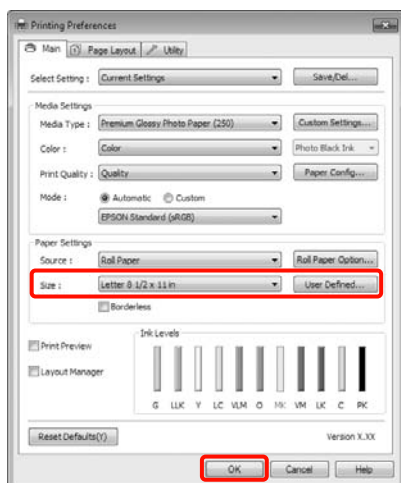 Printing Preferences
Main Page Layout Utility
Select Setting : Current Settings Save/Del...
Media Settings
Media Type : Premium Glossy Photo Paper (250) Custom Settings...
Color : Color Photo Black Ink
Print Quality : Quality Paper Config...
Mode : Automatic Custom
EPSON Standard (sRGB)
Paper Settings
Source : Roll Paper Roll Paper Option...
Size : Letter 8 1/2 x 11 in User Defined...
Borderless
Ink Levels
Print Preview
Layout Manager
G LLK Y LC VLM O MK VM LK C PK
Reset Defaults(Y) Version X.XX
OK Cancel Help